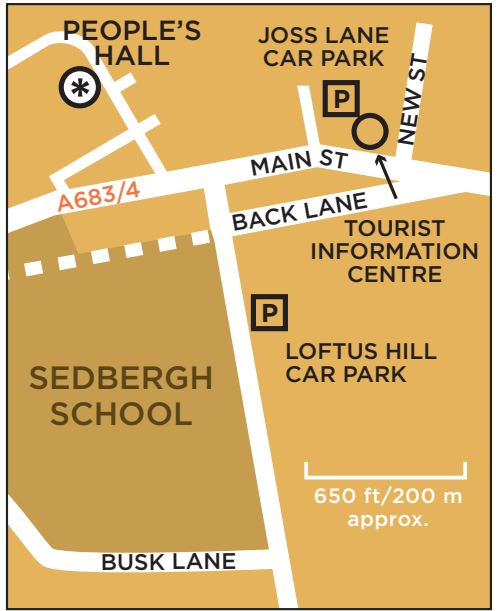 PEOPLE'S
HALL
*
JOSS LANE
CAR PARK
P
NEW ST
MAIN ST
A683/4
BACK LANE
TOURIST
INFORMATION
CENTRE
P
LOFTUS HILL
CAR PARK
SEDBERGH
SCHOOL
650 ft/200 m
approx.
BUSK LANE